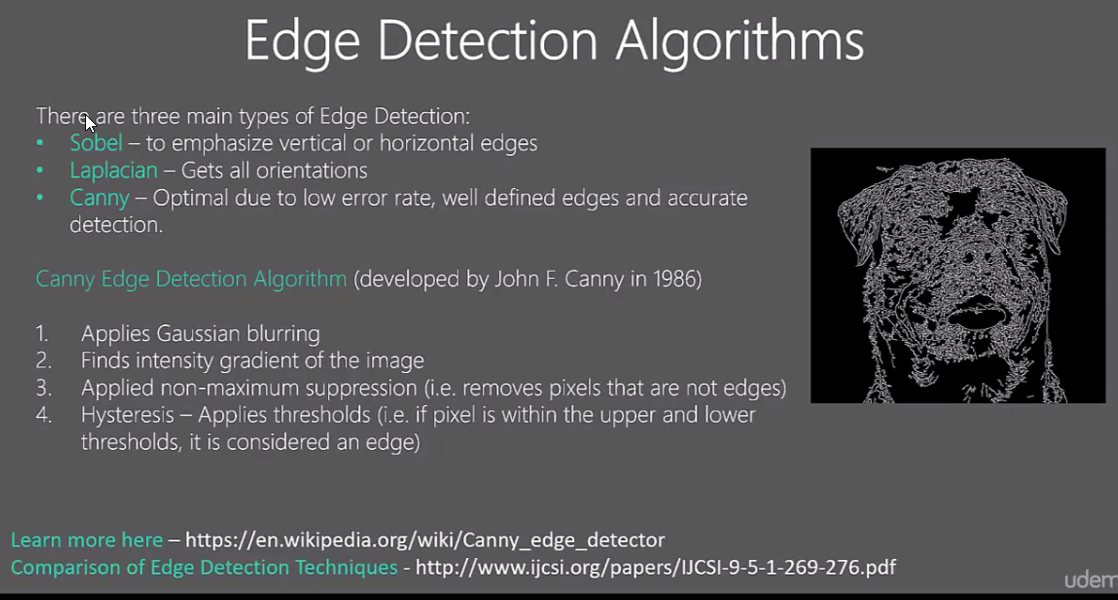 Edge Detection Algorithms
There are three main types of Edge Detection:
• Sobel – to emphasize vertical or horizontal edges
• Laplacian – Gets all orientations
• Canny – Optimal due to low error rate, well defined edges and accurate
detection.
Canny Edge Detection Algorithm (developed by John F. Canny in 1986)
1. Applies Gaussian blurring
2. Finds intensity gradient of the image
3. Applied non-maximum suppression (i.e. removes pixels that are not edges)
4. Hysteresis – Applies thresholds (i.e. if pixel is within the upper and lower
thresholds, it is considered an edge)
Learn more here – https://en.wikipedia.org/wiki/Canny_edge_detector
Comparison of Edge Detection Techniques - http://www.ijcsi.org/papers/IJCSI-9-5-1-269-276.pdf
udem